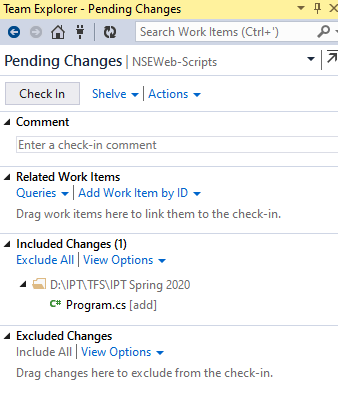 Team Explorer - Pending Changes
Search Work Items (Ctrl+')
Pending Changes | NSEWeb-Scripts
Check In Shelve Actions
Comment
Enter a check-in comment
Related Work Items
Queries Add Work Item by ID
Drag work items here to link them to the check-in.
Included Changes (1)
Exclude All View Options
D:\IPT\TFS\IPT Spring 2020
C# Program.cs [add]
Excluded Changes
Include All View Options
Drag changes to exclude from the check-in.